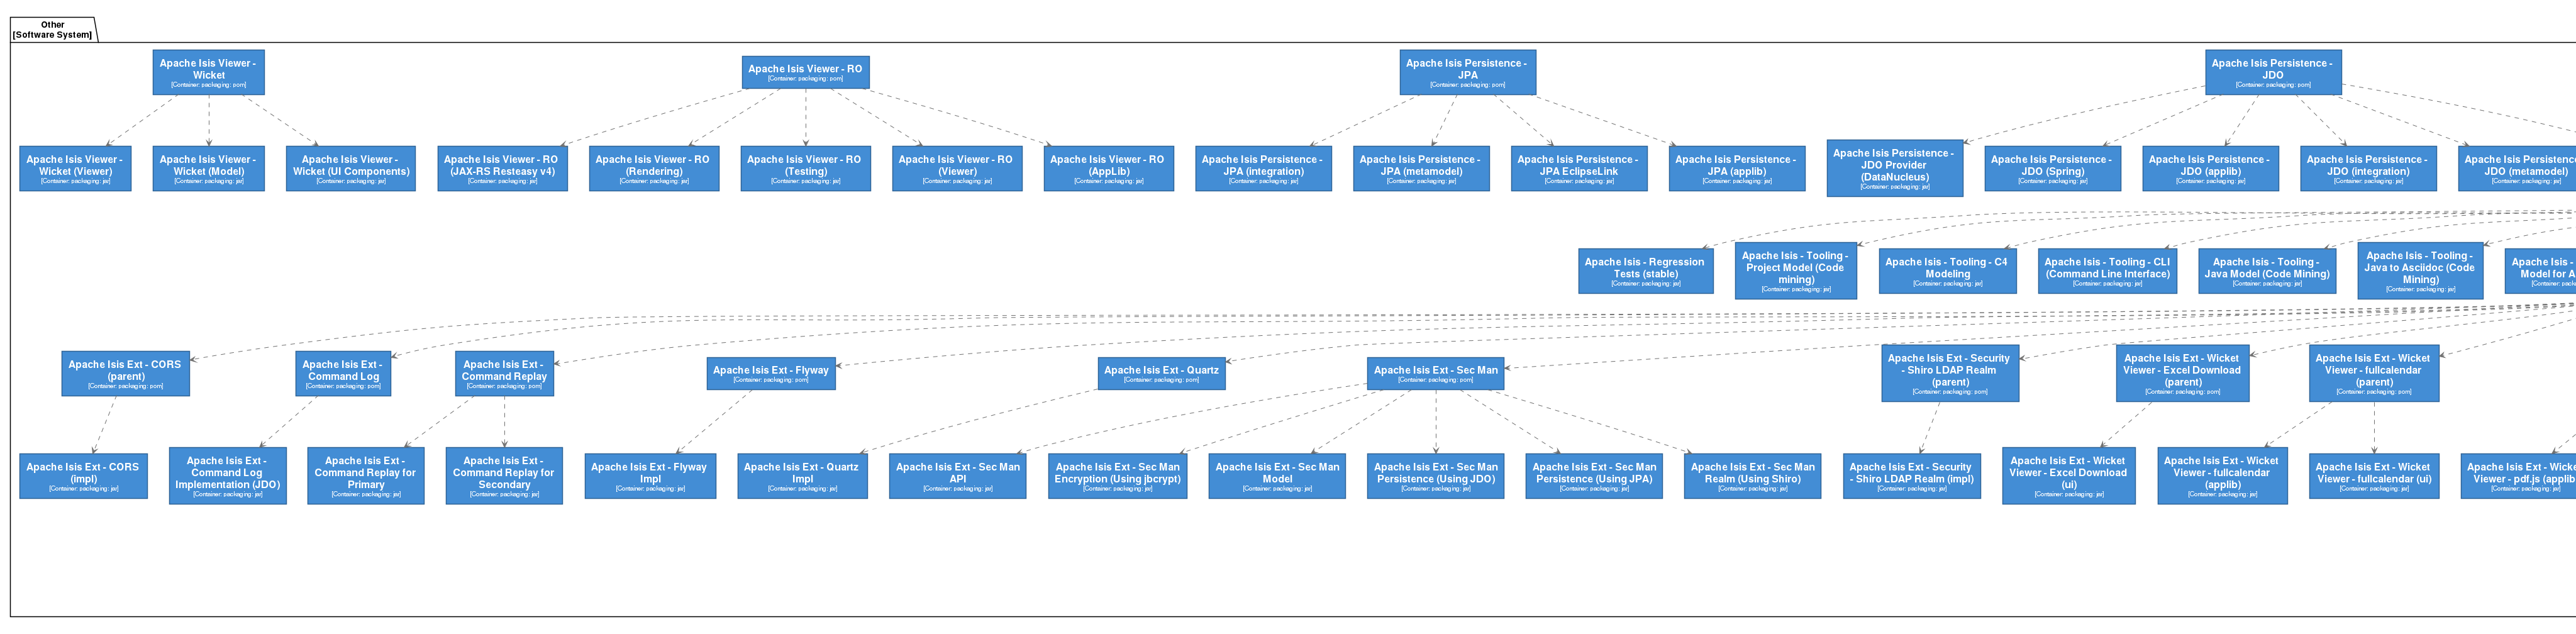 Other
[Software System]
Apache Isis Viewer -
Wicket
[Container: packaging: pom]
Apache Isis Viewer - RO
[Container: packaging: pom]
Apache Isis Persistence -
JPA
[Container: packaging: pom]
Apache Isis Persistence -
JDO
[Container: packaging: pom]
Apache Isis Viewer -
Wicket (Viewer)
[Container: packaging: jar]
Apache Isis Viewer -
Wicket (Model)
[Container: packaging: jar]
Apache Isis Viewer -
Wicket (UI Components)
[Container: packaging: jar]
Apache Isis Viewer - RO
(JAX-RS Resteasy v4)
[Container: packaging: jar]
Apache Isis Viewer - RO
(Rendering)
[Container: packaging: jar]
Apache Isis Viewer - RO
(Testing)
[Container: packaging: jar]
Apache Isis Viewer - RO
(Viewer)
[Container: packaging: jar]
Apache Isis Viewer - RO
(AppLib)
[Container: packaging: jar]
Apache Isis Persistence -
JPA (integration)
[Container: packaging: jar]
Apache Isis Persistence -
JPA (metamodel)
[Container: packaging: jar]
Apache Isis Persistence -
JPA EclipseLink
[Container: packaging: jar]
Apache Isis Persistence -
JPA (applib)
[Container: packaging: jar]
Apache Isis Persistence -
JDO Provider
(DataNucleus)
[Container: packaging: jar]
Apache Isis Persistence -
JDO (Spring)
[Container: packaging: jar]
Apache Isis Persistence -
JDO (applib)
[Container: packaging: jar]
Apache Isis Persistence -
JDO (integration)
[Container: packaging: jar]
Apache Isis Persistence
JDO (metamodel)
[Container: packaging: jar]
Apache Isis - Regression
Tests (stable)
[Container: packaging: jar]
Apache Isis - Tooling -
Project Model (Code
mining)
[Container: packaging: jar]
Apache Isis - Tooling - C4
Modeling
[Container: packaging: jar]
Apache Isis - Tooling - CLI
(Command Line Interface)
[Container: packaging: jar]
Apache Isis - Tooling -
Java Model (Code Mining)
[Container: packaging: jar]
Apache Isis - Tooling -
Java to Asciidoc (Code
Mining)
[Container: packaging: jar]
Apache Isis -
Model for A
[Container: pack
Apache Isis Ext - CORS
(parent)
[Container: packaging: pom]
Apache Isis Ext -
Command Log
[Container: packaging: pom]
Apache Isis Ext -
Command Replay
[Container: packaging: pom]
Apache Isis Ext - Flyway
[Container: packaging: pom]
Apache Isis Ext - Quartz
[Container: packaging: pom]
Apache Isis Ext - Sec Man
[Container: packaging: pom]
Apache Isis Ext - Security
- Shiro LDAP Realm
(parent)
[Container: packaging: pom]
Apache Isis Ext - Wicket
Viewer - Excel Download
(parent)
[Container: packaging: pom]
Apache Isis Ext - Wicket
Viewer - fullcalendar
(parent)
[Container: packaging: pom]
Apache Isis Ext - CORS
(impl)
[Container: packaging: jar]
Apache Isis Ext -
Command Log
Implementation (JDO)
[Container: packaging: jar]
Apache Isis Ext -
Command Replay for
Primary
[Container: packaging: jar]
Apache Isis Ext -
Command Replay for
Secondary
[Container: packaging: jar]
Apache Isis Ext - Flyway
Impl
[Container: packaging: jar]
Apache Isis Ext - Quartz
Impl
[Container: packaging: jar]
Apache Isis Ext - Sec Man
API
[Container: packaging: jar]
Apache Isis Ext - Sec Man
Encryption (Using jbcrypt)
[Container: packaging: jar]
Apache Isis Ext - Sec Man
Model
[Container: packaging: jar]
Apache Isis Ext - Sec Man
Persistence (Using JDO)
[Container: packaging: jar]
Apache Isis Ext - Sec Man
Persistence (Using JPA)
[Container: packaging: jar]
Apache Isis Ext - Sec Man
Realm (Using Shiro)
[Container: packaging: jar]
Apache Isis Ext - Security
- Shiro LDAP Realm (impl)
[Container: packaging: jar]
Apache Isis Ext - Wicket
Viewer - Excel Download
(ui)
[Container: packaging: jar]
Apache Isis Ext - Wicket
Viewer - fullcalendar
(applib)
[Container: packaging: jar]
Apache Isis Ext - Wicket
Viewer - fullcalendar (ui)
[Container: packaging: jar]
Apache Isis Ext - Wicke
Viewer - pdf.js (applib
[Container: packaging: jar]